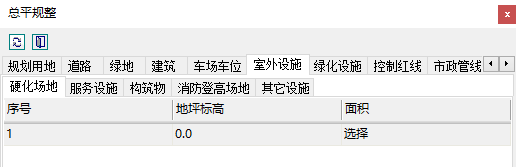 总平规整
规划用地 道路 绿地 建筑 车场车位 室外设施 绿化设施 控制红线 市政管线
硬化场地 服务设施 构筑物 消防登高场地 其它设施
序号 地坪标高 面积
1 0.0 选择